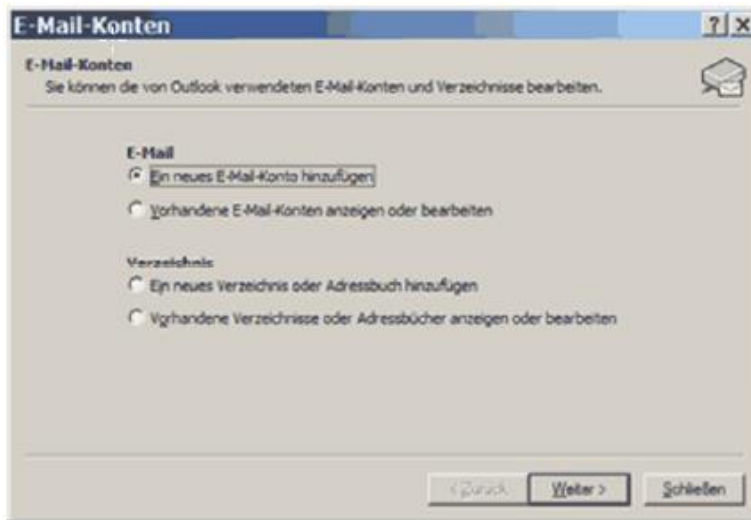 E-Mail-Konten
E-Mail-Konten
Sie können die von Outlook verwendeten E-Mail-Konten und Verzeichnisse bearbeiten.
E-Mail
Ein neues E-Mail-Konto hinzufügen
Vorhandene E-Mail-Konten anzeigen oder bearbeiten
Verzeichnis
Ein neues Verzeichnis oder Adressbuch hinzufügen
Vorhandene Verzeichnisse oder Adressbücher anzeigen oder bearbeiten
< Zurück Weiter > Schließen